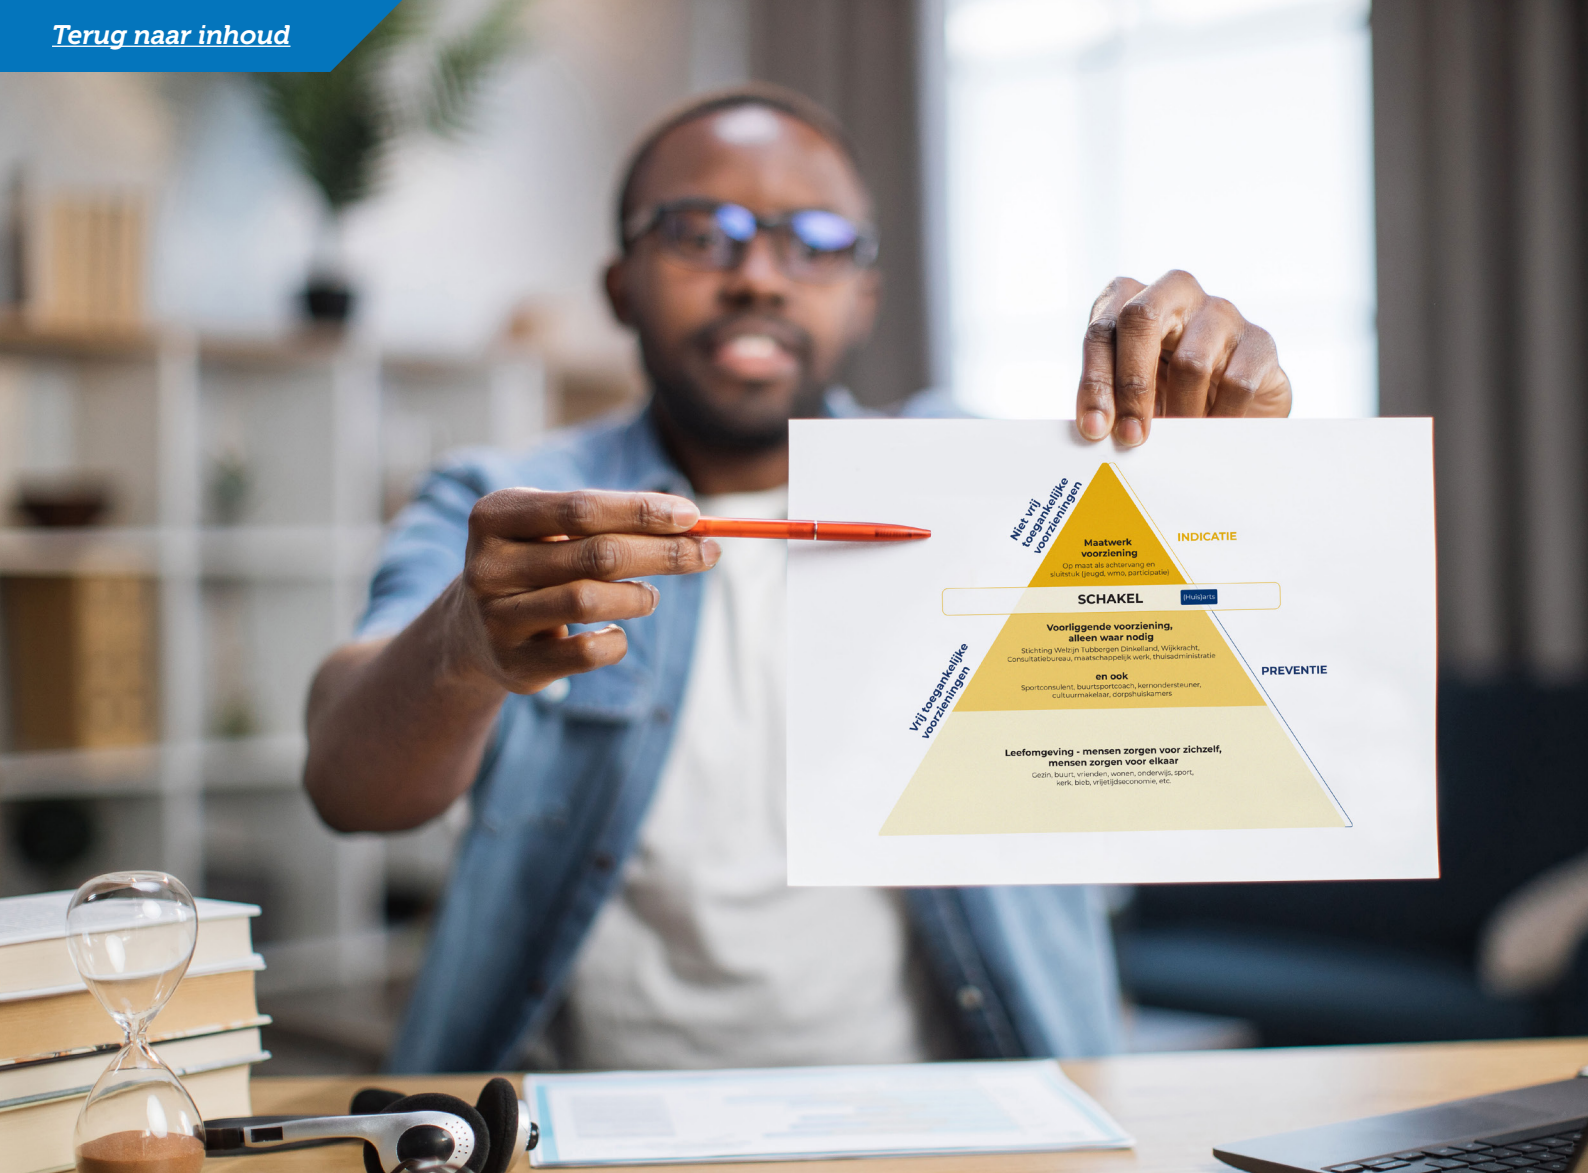 Terug naar inhoud
Niet vrij
toegankelijke
voorzieningen
Maatwerk
voorziening
Op maat als achtervang en
sluitstuk (jeugd, wmo, participatie)
INDICATIE
SCHAKEL
(Huis)arts
Voorliggende voorziening,
alleen waar nodig
Stichting Welzijn Tubbergen Dinkelland, Wijkkracht,
Consultatiebureau, maatschappelijk werk, thuisadministratie
en ook
Sportconsulent, buurtsportcoach, kernondersteuner,
cultuurmakelaar, dorpshuiskamers
Vrij toegankelijke
voorzieningen
PREVENTIE
Leefomgeving - mensen zorgen voor zichzelf,
mensen zorgen voor elkaar
Gezin, buurt, vrienden, wonen, onderwijs, sport,
kerk, bieb, vrijetijdseconomie, etc.